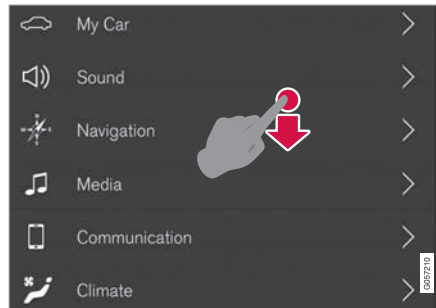 My Car
Sound
Navigation
Media
Communication
Climate
G057210